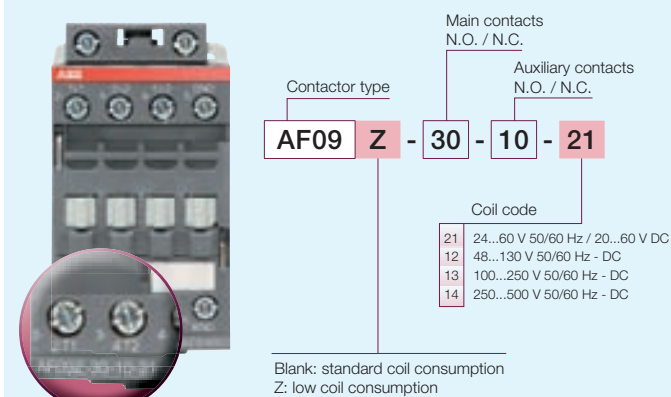 Main contacts
N.O. / N.C.
Auxiliary contacts
N.O. / N.C.
Contactor type
AF09 Z - 30 - 10 - 21
Coil code
21 24...60 V 50/60 Hz / 20...60 V DC
12 48...130 V 50/60 Hz - DC
13 100...250 V 50/60 Hz - DC
14 250...500 V 50/60 Hz - DC
Blank: standard coil consumption
Z: low coil consumption
ABB